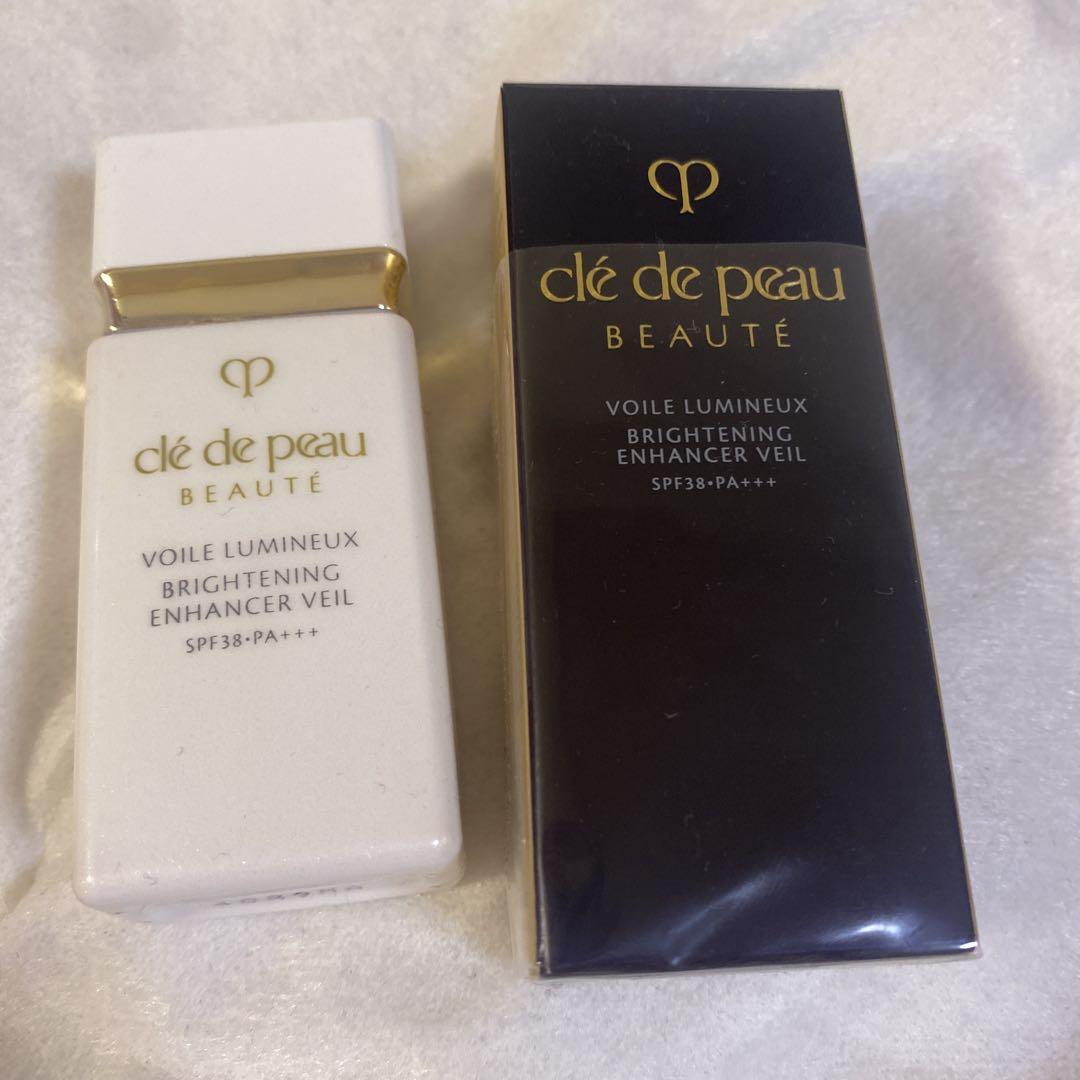 clé de peau
BEAUTÉ
VOILE LUMINEUX
BRIGHTENING
ENHANCER VEIL
SPF38•PA+++
clé de peau
BEAUTÉ
VOILE LUMINEUX
BRIGHTENING
ENHANCER VEIL
SPF38•PA+++